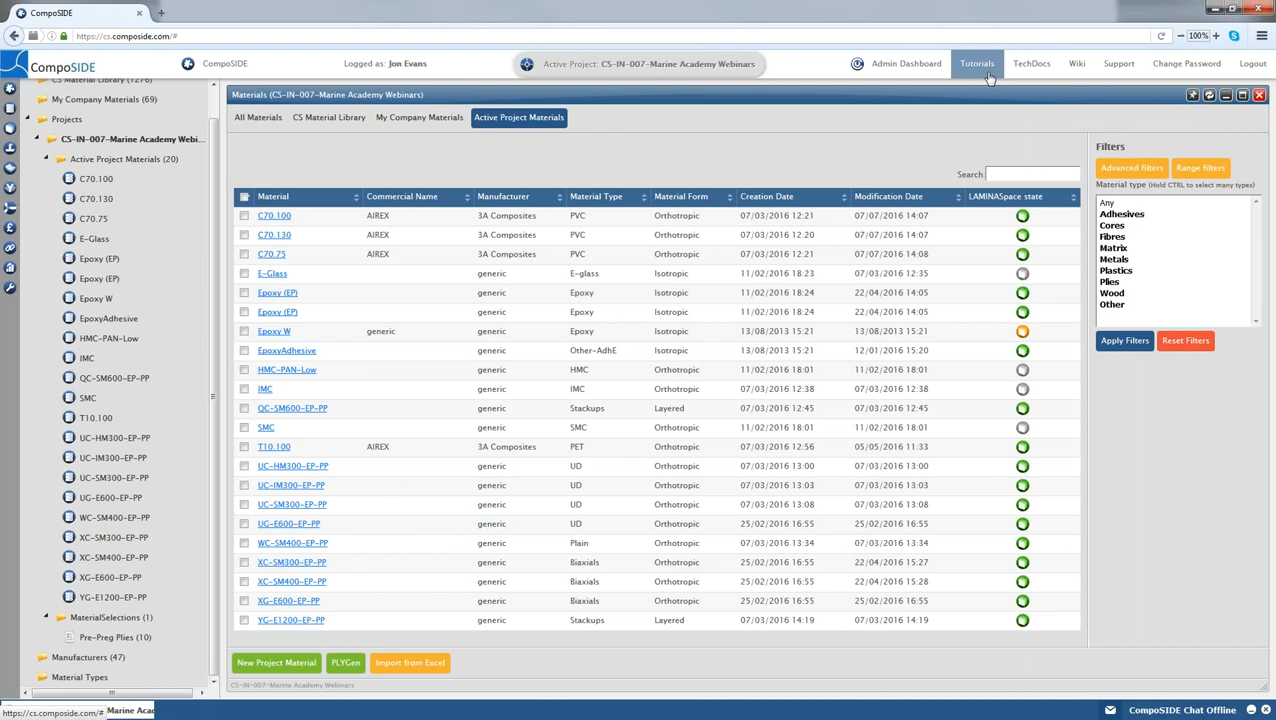 CompoSIDE
https://cs.composide.com/#
100%
CompoSIDE
CompoSIDE
Logged as: Jon Evans
Active Project: CS-IN-007-Marine Academy Webinars
Admin Dashboard
Tutorials
TechDocs
Wiki
Support
Change Password
Logout
CS Material Library (1276)
My Company Materials (69)
Projects
CS-IN-007-Marine Academy Webi...
Active Project Materials (20)
C70.100
C70.130
C70.75
E-Glass
Epoxy (EP)
Epoxy (EP)
Epoxy W
EpoxyAdhesive
HMC-PAN-Low
IMC
QC-SM600-EP-PP
SMC
T10.100
UC-HM300-EP-PP
UC-IM300-EP-PP
UC-SM300-EP-PP
UG-E600-EP-PP
WC-SM400-EP-PP
XC-SM300-EP-PP
XC-SM400-EP-PP
XG-E600-EP-PP
YG-E1200-EP-PP
MaterialSelections (1)
Pre-Preg Plies (10)
Manufacturers (47)
Material Types
Materials (CS-IN-007-Marine Academy Webinars)
All Materials CS Material Library My Company Materials Active Project Materials
Search:
Material Commercial Name Manufacturer Material Type Material Form Creation Date Modification Date LAMINASpace state
C70.100 AIREX 3A Composites PVC Orthotropic 07/03/2016 12:21 07/07/2016 14:07
C70.130 AIREX 3A Composites PVC Orthotropic 07/03/2016 12:20 07/07/2016 14:07
C70.75 AIREX 3A Composites PVC Orthotropic 07/03/2016 12:21 07/07/2016 14:08
E-Glass generic E-glass Isotropic 11/02/2016 18:23 07/03/2016 12:35
Epoxy (EP) generic Epoxy Isotropic 11/02/2016 18:24 22/04/2016 14:05
Epoxy (EP) generic Epoxy Isotropic 11/02/2016 18:24 07/03/2016 12:36
Epoxy W generic generic Epoxy Isotropic 13/08/2013 15:21 13/08/2013 15:21
EpoxyAdhesive generic Other-AdhE Isotropic 13/08/2013 15:21 12/01/2016 15:20
HMC-PAN-Low generic HMC Orthotropic 11/02/2016 18:01 11/02/2016 18:01
IMC generic IMC Orthotropic 07/03/2016 12:38 07/03/2016 12:38
QC-SM600-EP-PP generic Stackups Layered 07/03/2016 12:45 07/03/2016 12:45
SMC generic SMC Orthotropic 11/02/2016 18:01 11/02/2016 18:01
T10.100 AIREX 3A Composites PET Orthotropic 07/03/2016 12:56 05/05/2016 11:33
UC-HM300-EP-PP generic UD Orthotropic 07/03/2016 13:00 07/03/2016 13:00
UC-IM300-EP-PP generic UD Orthotropic 07/03/2016 13:03 07/03/2016 13:03
UC-SM300-EP-PP generic UD Orthotropic 07/03/2016 13:08 07/03/2016 13:08
UG-E600-EP-PP generic UD Orthotropic 25/02/2016 16:55 25/02/2016 16:55
WC-SM400-EP-PP generic Plain Orthotropic 07/03/2016 13:34 07/03/2016 13:34
XC-SM300-EP-PP generic Biaxials Orthotropic 25/02/2016 16:55 22/04/2016 15:27
XC-SM400-EP-PP generic Biaxials Orthotropic 25/02/2016 16:55 22/04/2016 15:28
XG-E600-EP-PP generic Biaxials Orthotropic 25/02/2016 16:55 25/02/2016 16:55
YG-E1200-EP-PP generic Stackups Layered 07/03/2016 14:19 07/03/2016 14:19
New Project Material PLYGen Import from Excel
CS-IN-007-Marine Academy Webinars
Filters
Advanced filters Range filters
Material type (Hold CTRL to select many types)
Any
Adhesives
Cores
Fibres
Matrix
Metals
Plastics
Plies
Wood
Other
Apply Filters Reset Filters
https://cs.composide.com/# Marine Acad
CompoSIDE Chat Offline